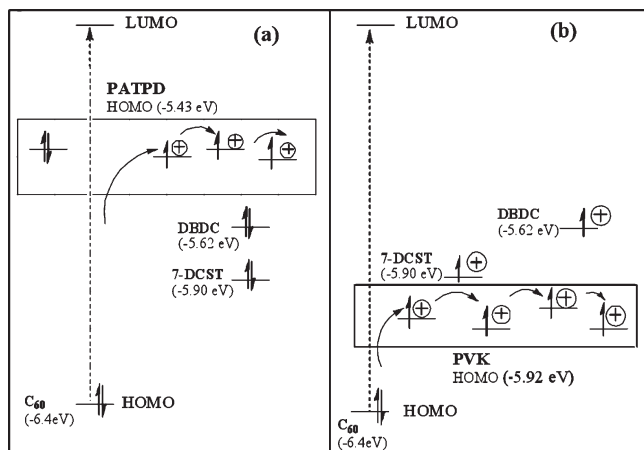 LUMO
(a)
PATPD
HOMO (-5.43 eV)
DBDC
(-5.62 eV)
7-DCST
(-5.90 eV)
C60
(-6.4eV)
HOMO
LUMO
(b)
DBDC
(-5.62 eV)
7-DCST
(-5.90 eV)
PVK
HOMO (-5.92 eV)
C60
(-6.4eV)
HOMO